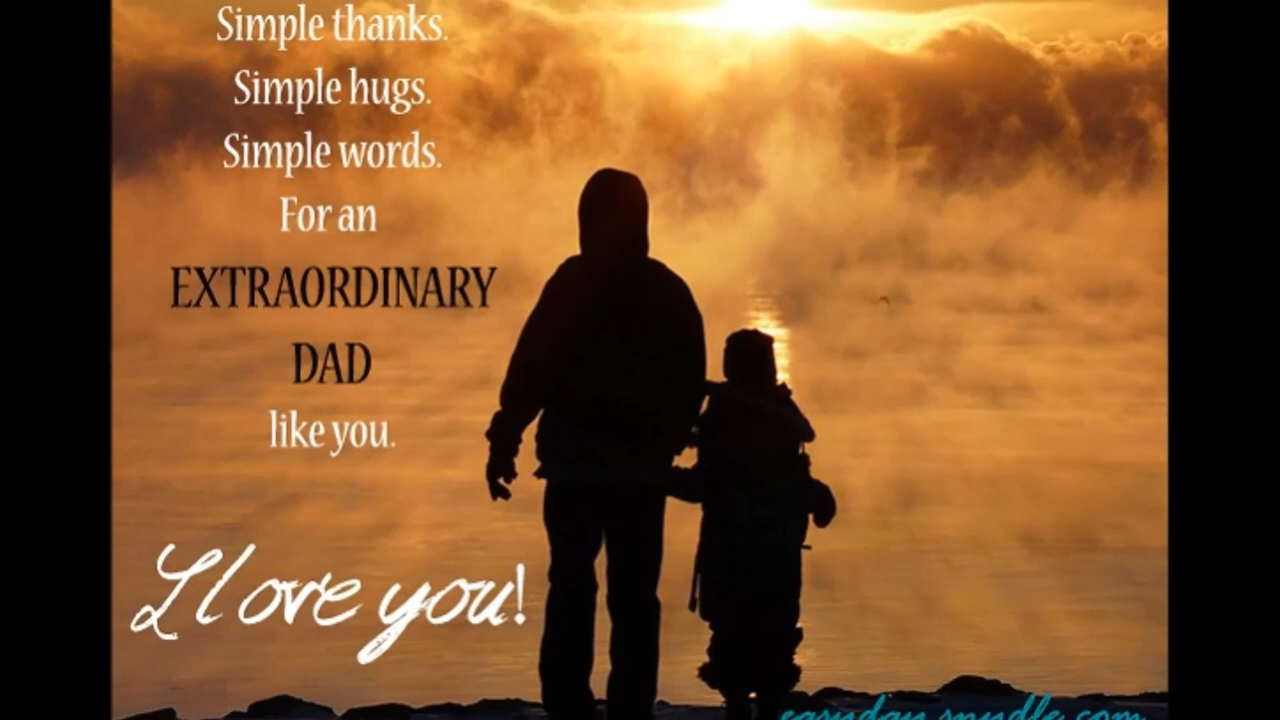 Simple thanks.
Simple hugs.
Simple words.
For an
EXTRAORDINARY
DAD
like you.
I love you!